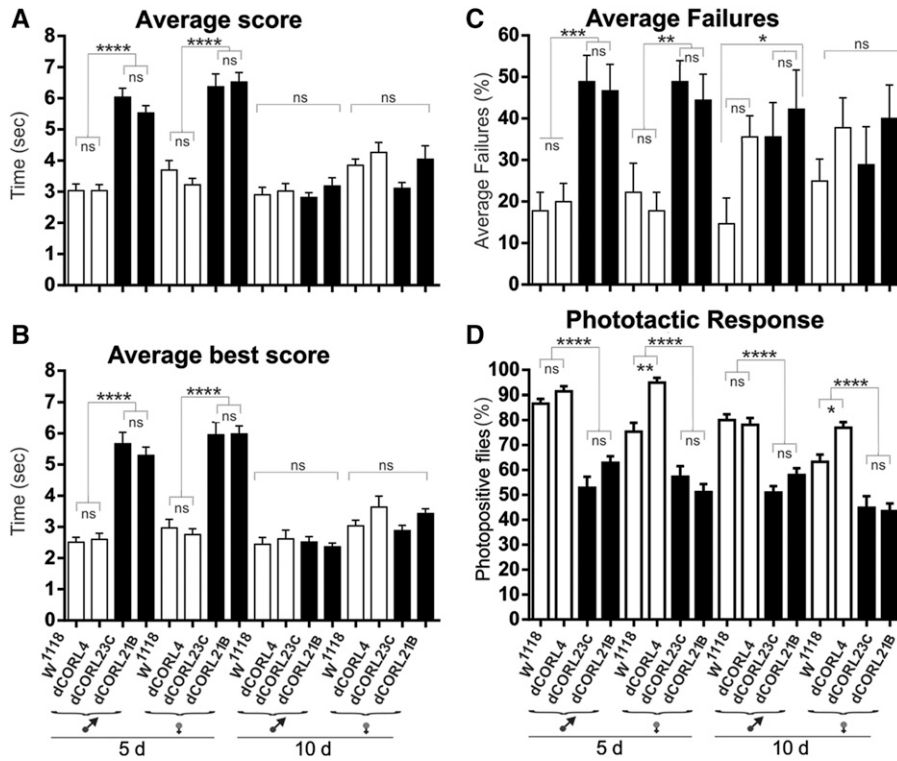 A
Average score
Time (sec)
8
7
6
5
4
3
2
1
0
**** ns ns
**** ns ns
ns
ns
B
Average best score
Time (sec)
8
7
6
5
4
3
2
1
0
**** ns ns
**** ns ns
ns
ns
W1118
dCORL4
dCORL23C
dCORL21B
W1118
dCORL4
dCORL23C
dCORL21B
W1118
dCORL4
dCORL23C
dCORL21B
W1118
dCORL4
dCORL23C
dCORL21B
5 d
10 d
C
Average Failures
Average Failures (%)
60
50
40
30
20
10
0
*** ns ns
** ns ns
* ns ns
ns
D
Phototactic Response
Photopositive flies (%)
100
90
80
70
60
50
40
30
20
10
0
**** ns ns
**** ** ns
**** ns ns
**** * ns
W1118
dCORL4
dCORL23C
dCORL21B
W1118
dCORL4
dCORL23C
dCORL21B
W1118
dCORL4
dCORL23C
dCORL21B
W1118
dCORL4
dCORL23C
dCORL21B
5 d
10 d